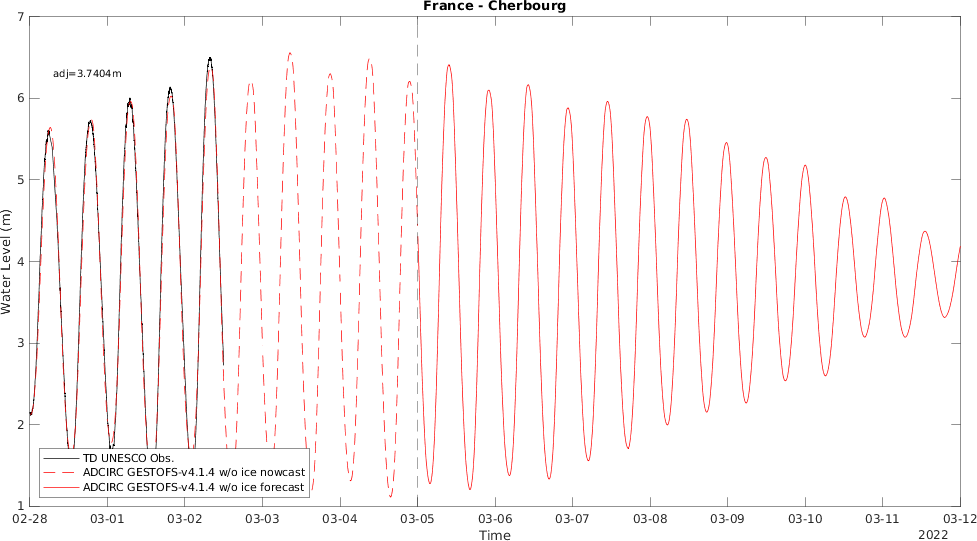 France - Cherbourg
7
adj=3.7404m
6
5
Water Level (m)
4
3
2
TD UNESCO Obs.
ADCIRC GESTOFS-v4.1.4 w/o ice nowcast
ADCIRC GESTOFS-v4.1.4 w/o ice forecast
1
02-28 03-01 03-02 03-03 03-04 03-05 03-06 03-07 03-08 03-09 03-10 03-11 03-12
Time
2022